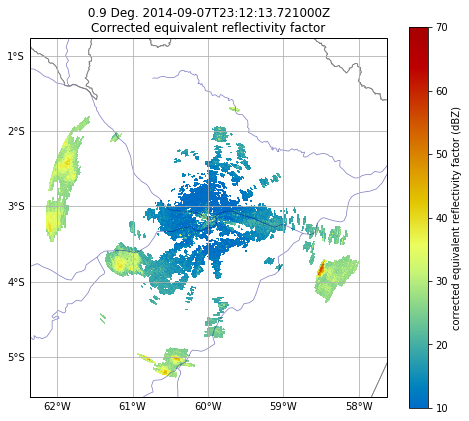 0.9 Deg. 2014-09-07T23:12:13.721000Z
Corrected equivalent reflectivity factor
1°S
2°S
3°S
4°S
5°S
62°W
61°W
60°W
59°W
58°W
70
60
50
40
30
20
10
corrected equivalent reflectivity factor (dBZ)